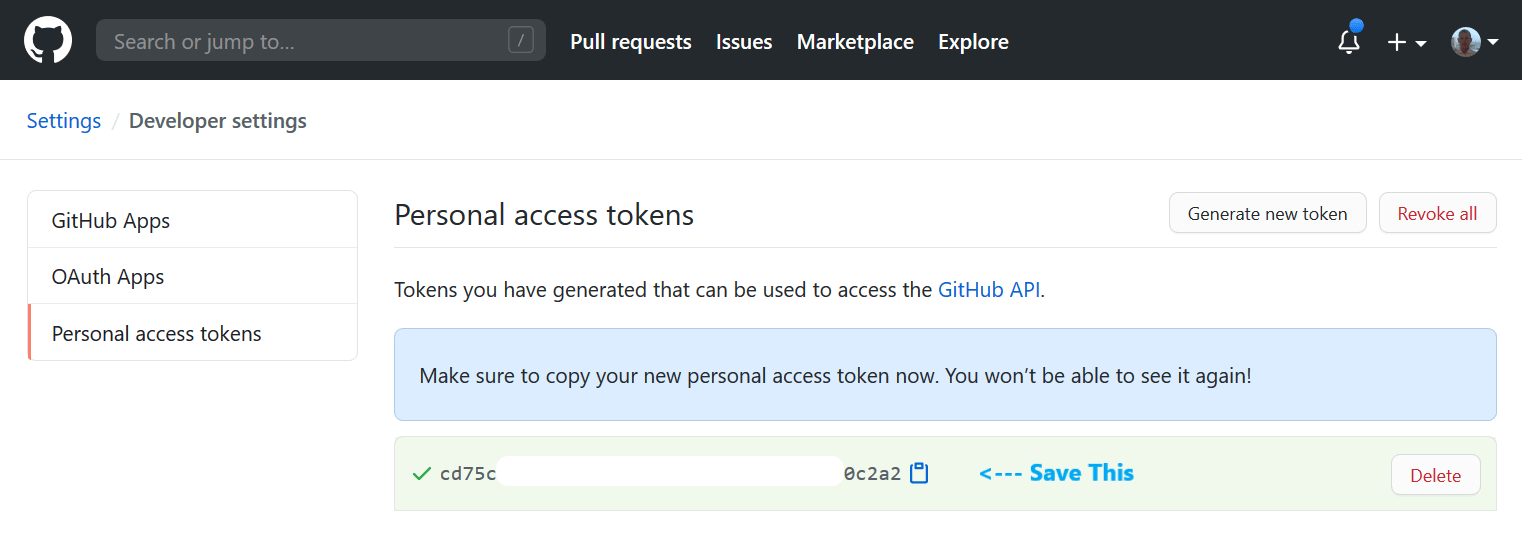 Search or jump to...
/
Pull requests
Issues
Marketplace
Explore
Settings / Developer settings
GitHub Apps
OAuth Apps
Personal access tokens
Personal access tokens
Generate new token
Revoke all
Tokens you have generated that can be used to access the GitHub API.
Make sure to copy your new personal access token now. You won’t be able to see it again!
cd75c
0c2a2
<--- Save This
Delete